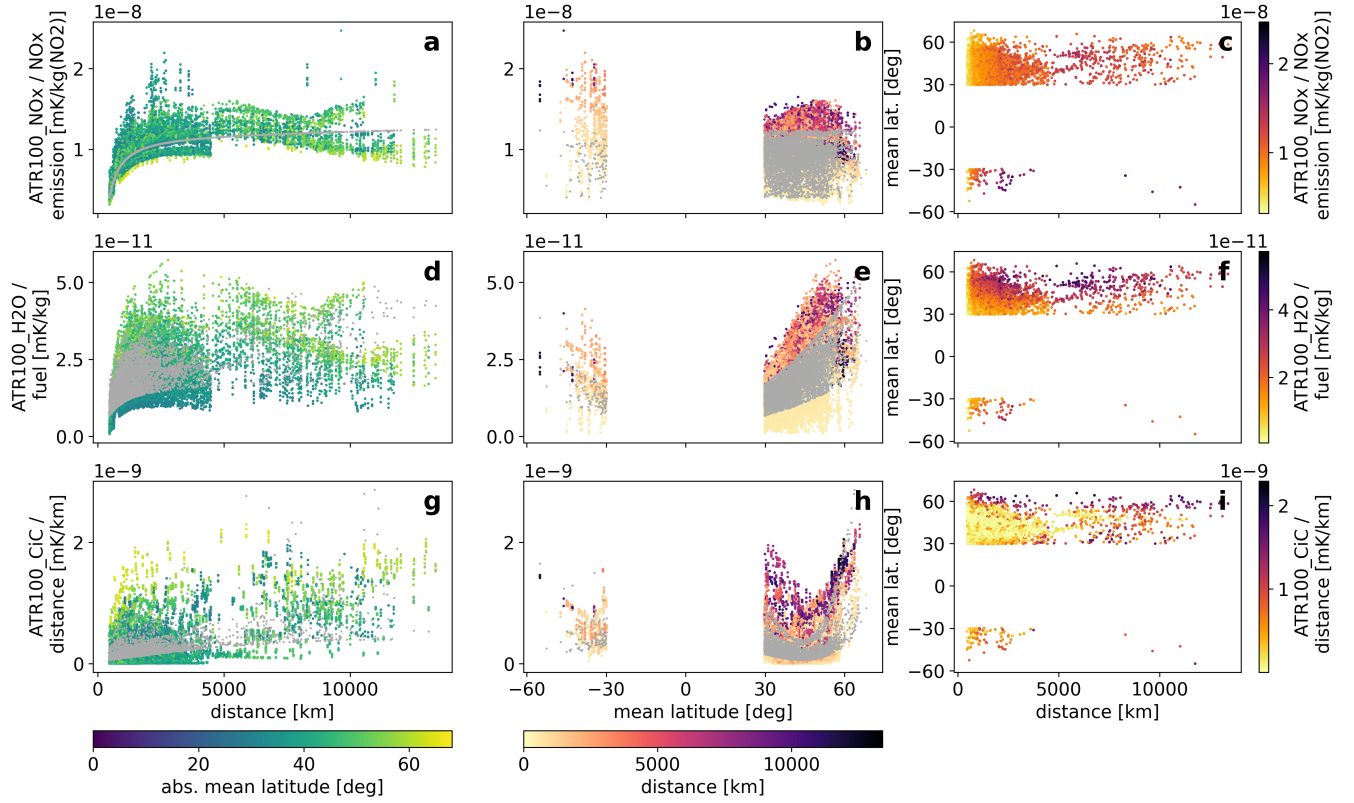 1e−8
1e−8
1e−8
ATR100_NOx / NOx
emission [mK/kg(NO2)]
2
1
a
2
1
b
mean lat. [deg]
60
30
0
−30
−60
c
2
1
ATR100_NOx / NOx
emission [mK/kg(NO2)]
1e−11
1e−11
1e−11
ATR100_H2O /
fuel [mK/kg]
5.0
2.5
0.0
d
5.0
2.5
0.0
e
mean lat. [deg]
60
30
0
−30
−60
f
4
2
ATR100_H2O /
fuel [mK/kg]
1e−9
1e−9
1e−9
ATR100_CiC /
distance [mK/km]
2
0
g
2
0
h
mean lat. [deg]
60
30
0
−30
−60
i
2
1
ATR100_CiC /
distance [mK/km]
0 5000 10000
−60 −30 0 30 60
0 5000 10000
distance [km]
mean latitude [deg]
distance [km]
0 20 40 60
0 5000 10000
abs. mean latitude [deg]
distance [km]